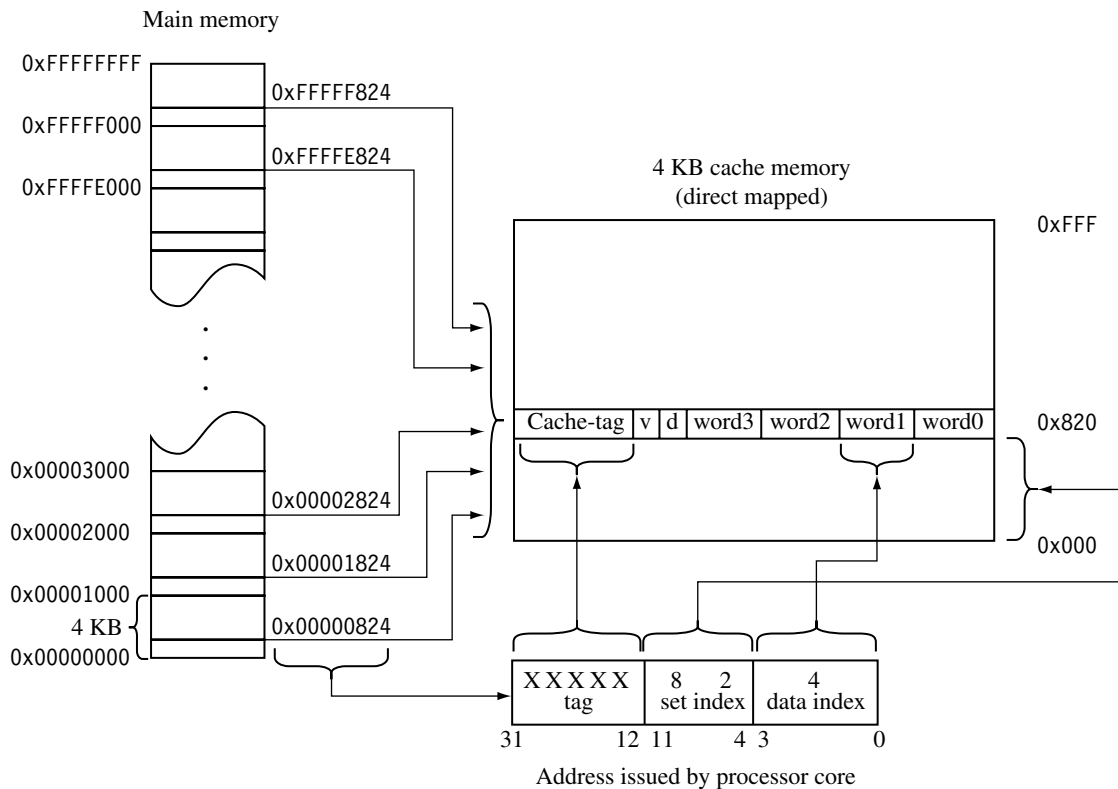 Main memory
0xFFFFFFFF
0xFFFFF824
0xFFFFF000
0xFFFFE824
0xFFFFE000
4 KB cache memory
(direct mapped)
0xFFF
Cache-tag v d word3 word2 word1 word0
0x820
0x00003000
0x00002824
0x00002000
0x000
0x00001824
0x00001000
4 KB
0x00000824
0x00000000
X X X X X 8 2 4
tag set index data index
31 12 11 4 3 0
Address issued by processor core